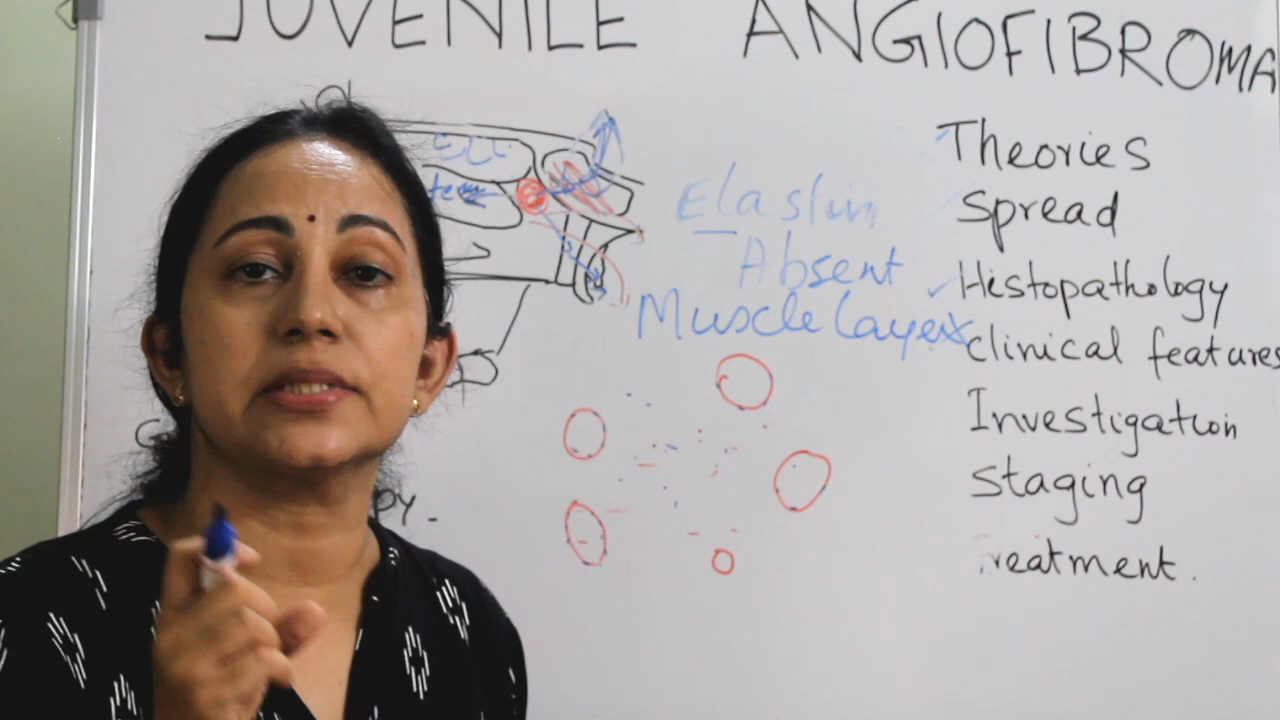 JUVENILE ANGIOFIBROMA
Theories
Spread
Histopathology
Clinical features
Investigation
Staging
reatment.
Elastin
Absent
Muscle layer